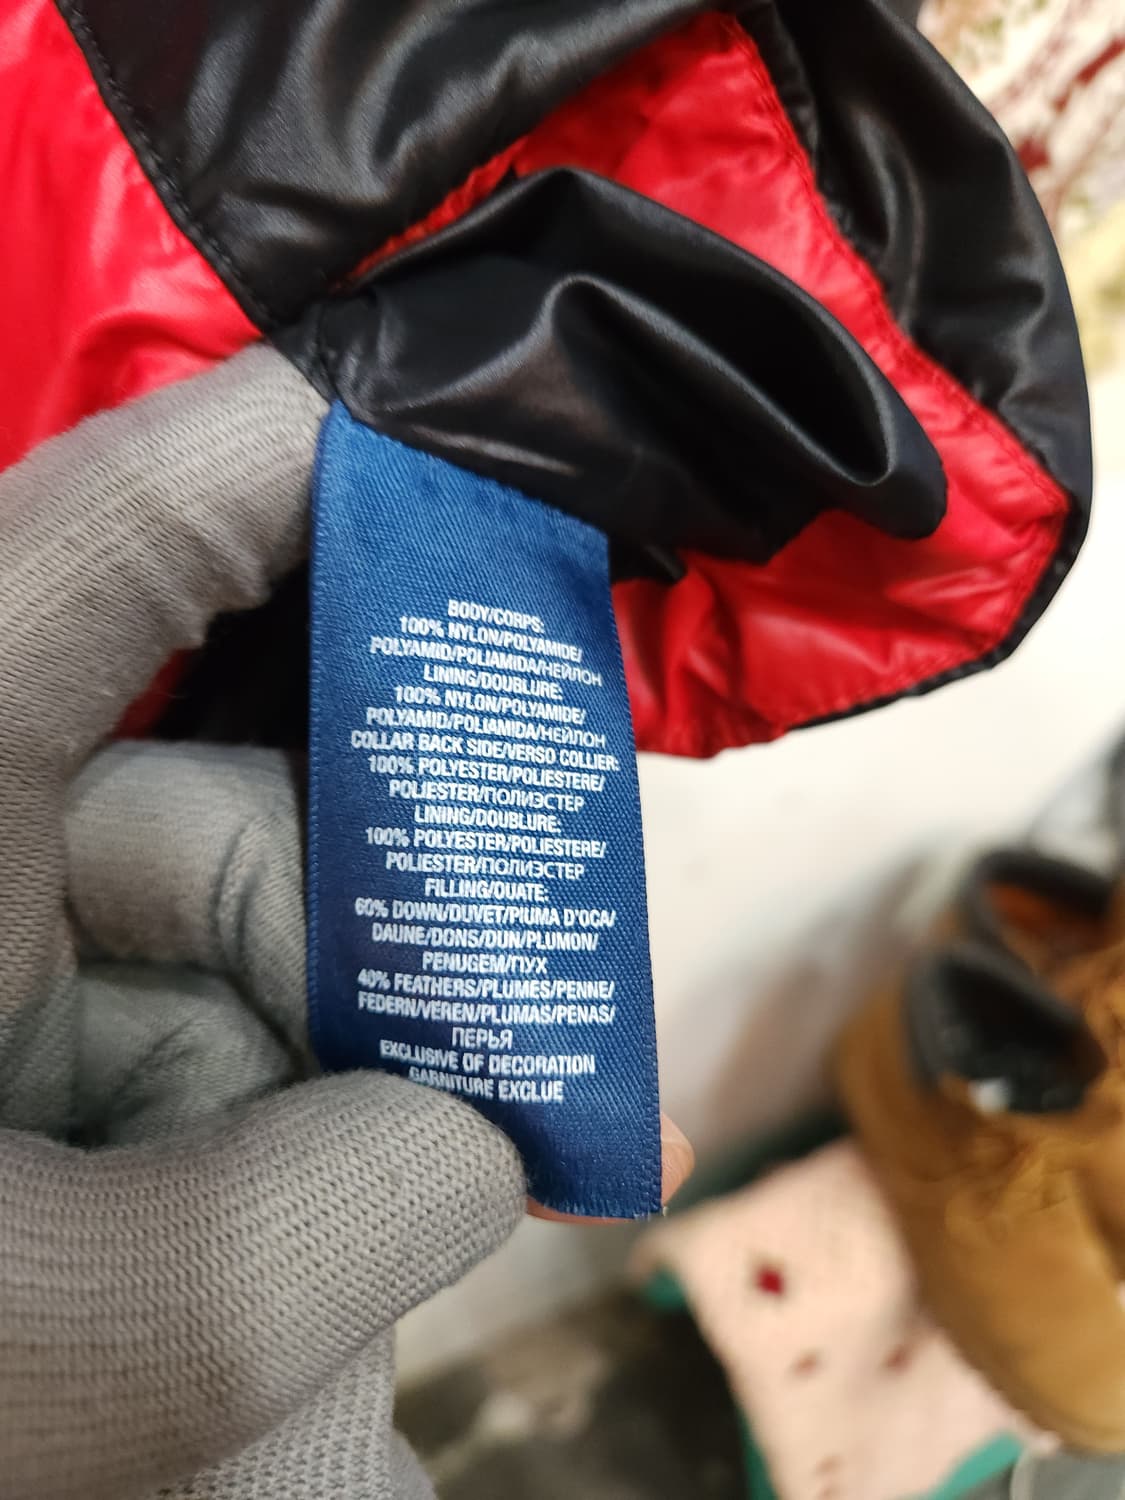 BODY/CORPS:
100% NYLON/POLYAMIDE/
POLYAMID/POLIAMIDA/НЕЙЛОН
LINING/DOUBLURE:
100% NYLON/POLYAMIDE/
POLYAMID/POLIAMIDA/НЕЙЛОН
COLLAR BACK SIDE/VERSO COLLIER:
100% POLYESTER/POLIESTERE/
POLIESTER/ПОЛИЭСТЕР
LINING/DOUBLURE:
100% POLYESTER/POLIESTERE/
POLIESTER/ПОЛИЭСТЕР
FILLING/OUATE:
60% DOWN/DUVET/PIUMA D'OCA/
DAUNE/DONS/DUN/PLUMON/
PENUGEM/ПУХ
40% FEATHERS/PLUMES/PENNE/
FEDERN/VEREN/PLUMAS/PENAS/
ПЕРЬЯ
EXCLUSIVE OF DECORATION
GARNITURE EXCLUE